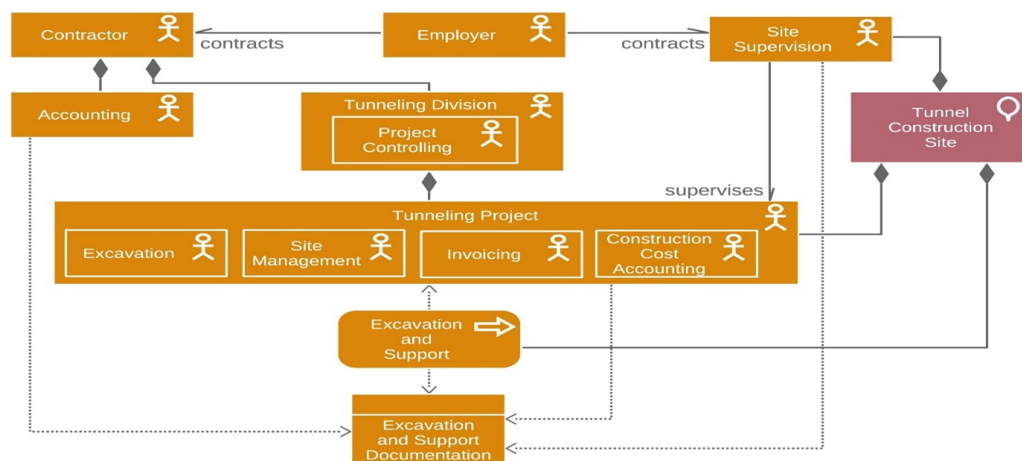 Contractor
contracts
Employer
contracts
Site
Supervision
Accounting
Tunneling Division
Project
Controlling
Tunnel
Construction
Site
supervises
Tunneling Project
Excavation
Site
Management
Invoicing
Construction
Cost
Accounting
Excavation
and
Support
Excavation
and Support
Documentation